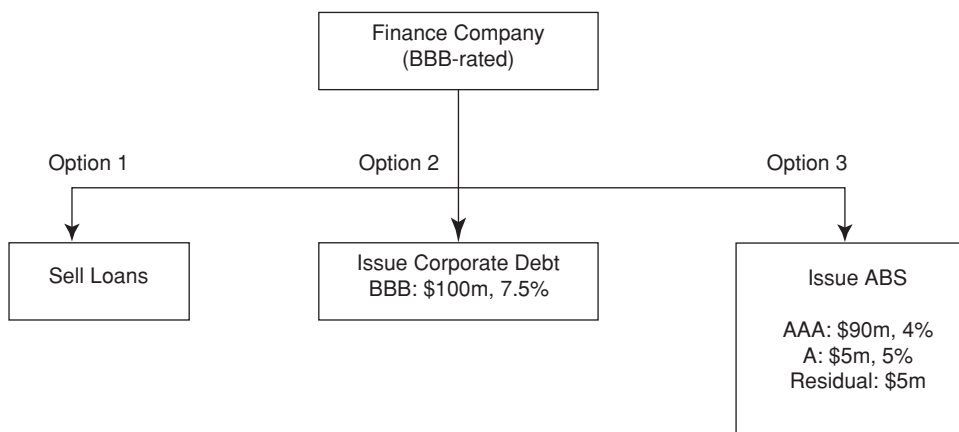 Finance Company
(BBB-rated)
Option 1
Option 2
Option 3
Sell Loans
Issue Corporate Debt
BBB: $100m, 7.5%
Issue ABS
AAA: $90m, 4%
A: $5m, 5%
Residual: $5m